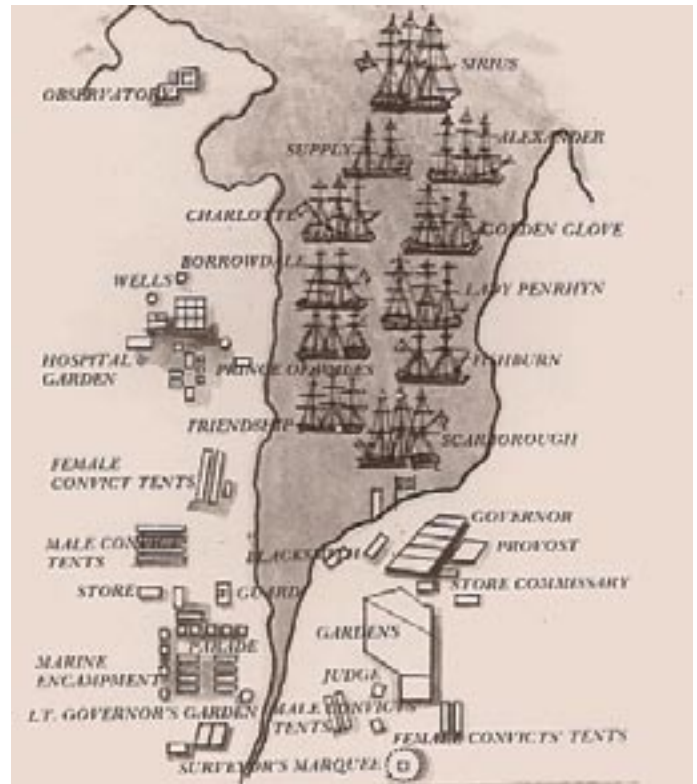 SIRIUS
OBSERVATORY
ALEXANDER
SUPPLY
CHARLOTTE
GOLDEN GLOVE
BORROWDALE
WELLS
LADY PENRHYN
HOSPITAL
GARDEN
PRINCE OF WALES
FISHBURN
FRIENDSHIP
SCARBOROUGH
FEMALE
CONVICT TENTS
GOVERNOR
MALE CONVICT
TENTS
BLACKSMITH
PROVOST
STORE
GUARD
STORE COMMISSARY
GARDENS
PARADE
MARINE
ENCAMPMENT
JUDGE
LT. GOVERNOR'S GARDEN
MALE CONVICTS'
TENTS
FEMALE CONVICTS' TENTS
SURVEYOR'S MARQUEE